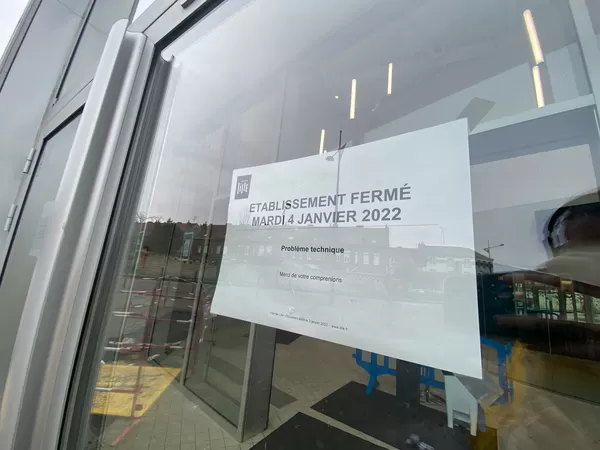 ETABLISSEMENT FERMÉ
MARDI 4 JANVIER 2022
Problème technique
Merci de votre compréhension